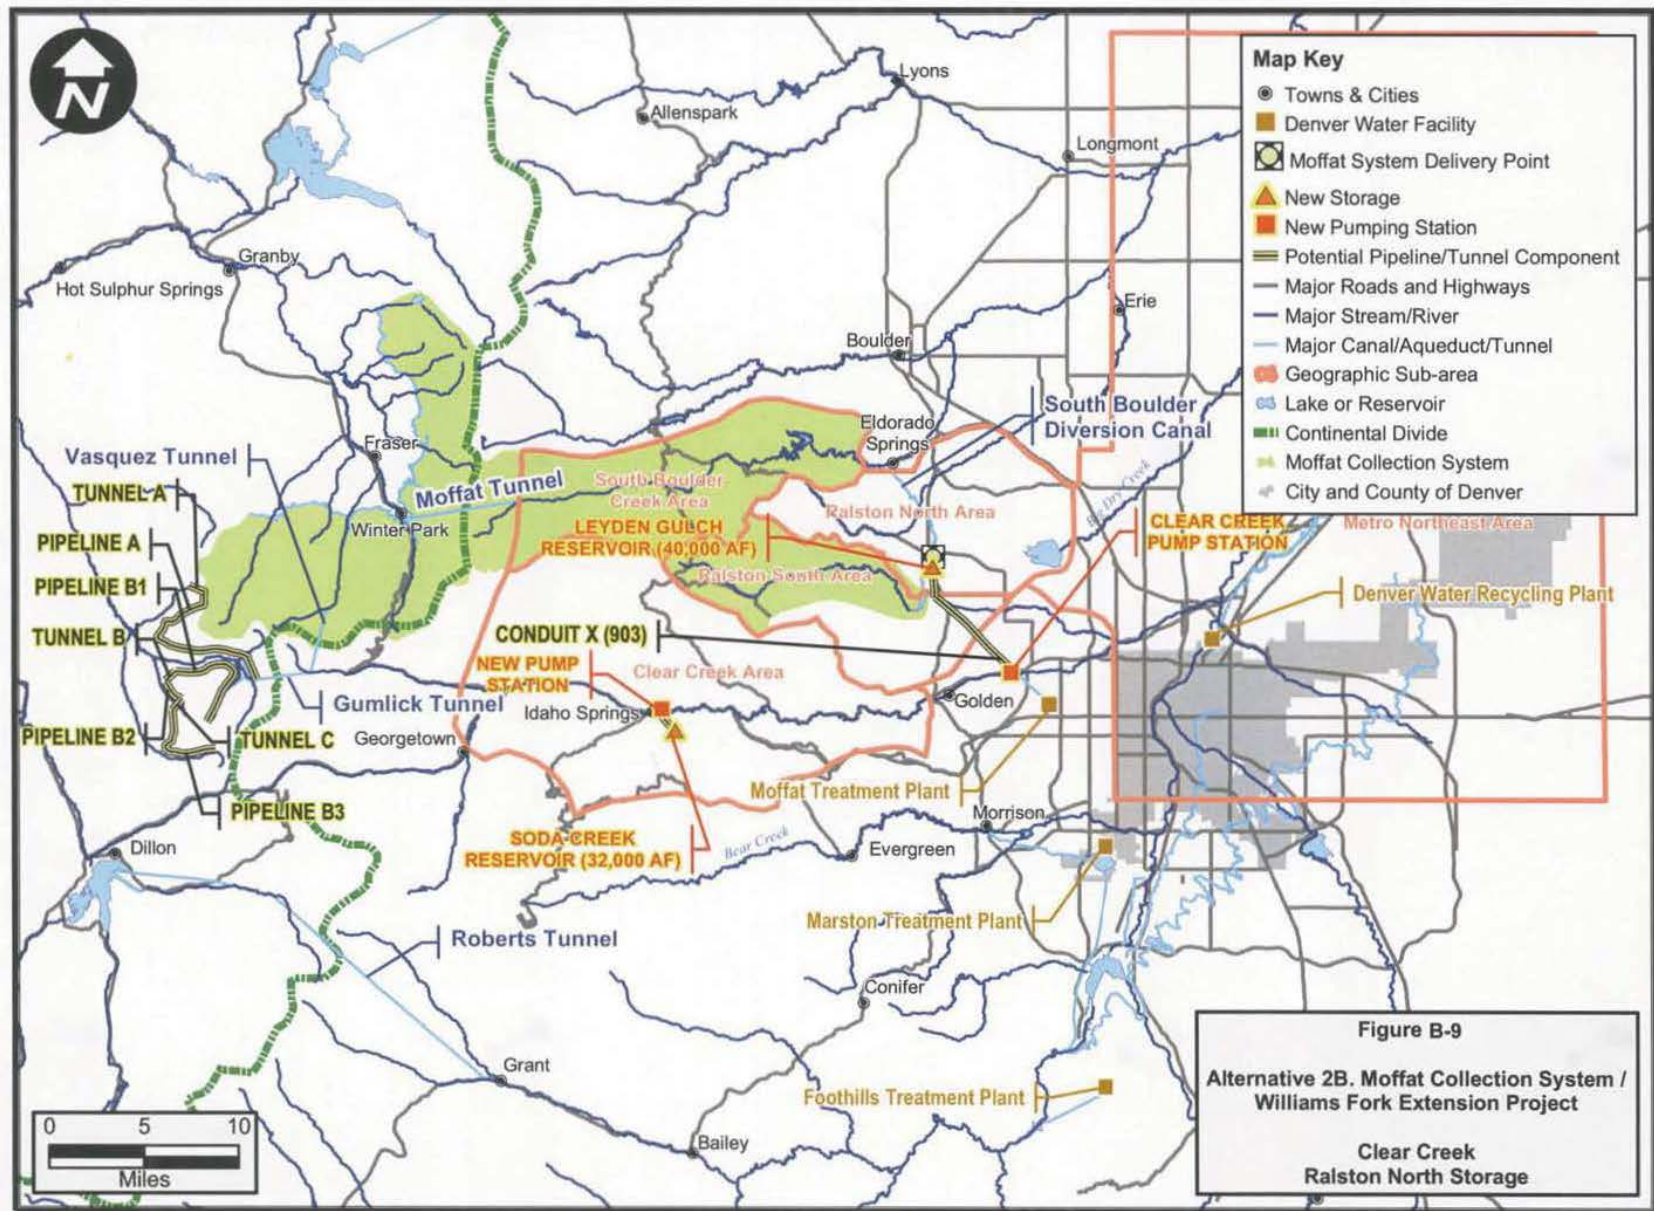 N
Lyons
Allenspark
Longmont
Granby
Hot Sulphur Springs
Erie
Boulder
Eldorado
Springs
South Boulder
Diversion Canal
Fraser
Vasquez Tunnel
Moffat Tunnel
South Boulder
Creek Area
TUNNEL A
Winter Park
LEYDEN GULCH
RESERVOIR (40,000 AF)
Ralston North Area
Big Dry Creek
CLEAR CREEK
PUMP STATION
Metro Northeast Area
PIPELINE A
PIPELINE B1
Ralston South Area
Denver Water Recycling Plant
TUNNEL B
CONDUIT X (903)
NEW PUMP
STATION
Clear Creek Area
Gumlick Tunnel
Idaho Springs
Golden
PIPELINE B2
TUNNEL C
Georgetown
Moffat Treatment Plant
PIPELINE B3
Morrison
SODA CREEK
RESERVOIR (32,000 AF)
Bear Creek
Evergreen
Dillon
Marston Treatment Plant
Roberts Tunnel
Conifer
Grant
Foothills Treatment Plant
Bailey
0 5 10
Miles
Map Key
Towns & Cities
Denver Water Facility
Moffat System Delivery Point
New Storage
New Pumping Station
Potential Pipeline/Tunnel Component
Major Roads and Highways
Major Stream/River
Major Canal/Aqueduct/Tunnel
Geographic Sub-area
Lake or Reservoir
Continental Divide
Moffat Collection System
City and County of Denver
Figure B-9
Alternative 2B. Moffat Collection System /
Williams Fork Extension Project
Clear Creek
Ralston North Storage